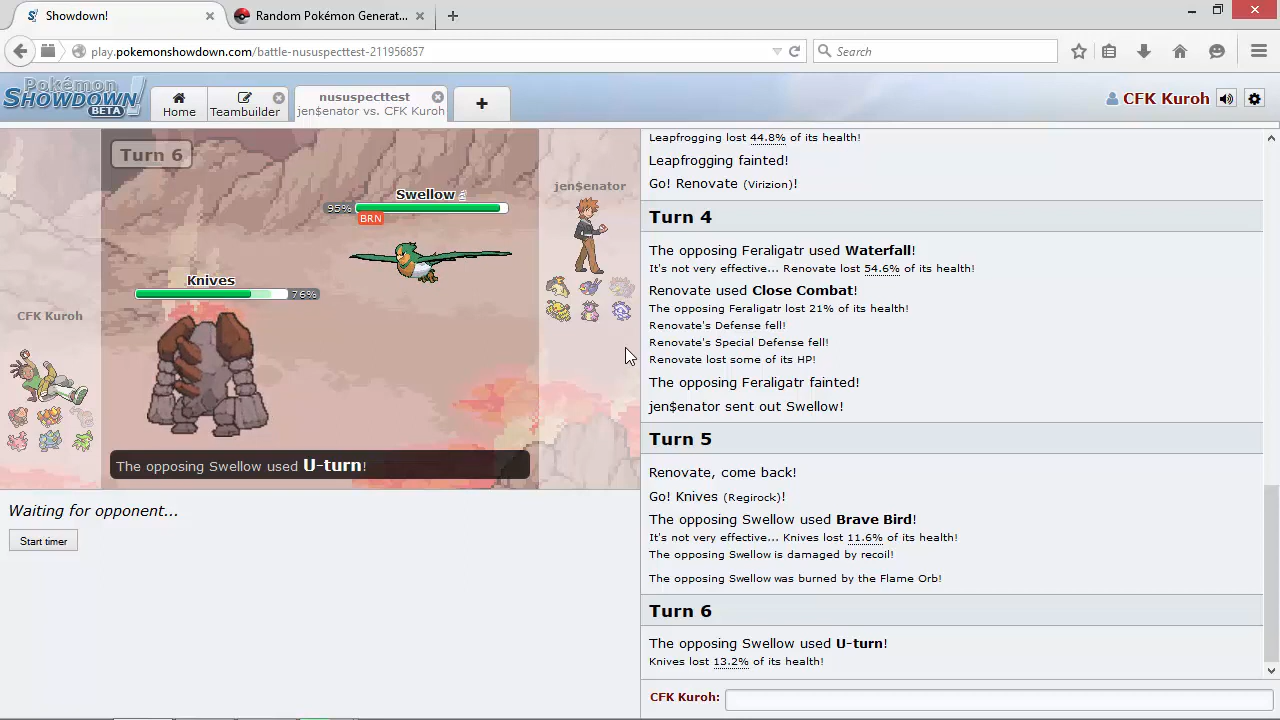 Showdown!
Random Pokémon Generat...
play.pokemonshowdown.com/battle-nususpecttest-211956857
Search
Pokémon
Showdown!
BETA
Home
Teambuilder
nususpecttest
jen$enator vs. CFK Kuroh
+
CFK Kuroh
Turn 6
Swellow
95%
BRN
jen$enator
Knives
76%
CFK Kuroh
The opposing Swellow used U-turn!
Waiting for opponent...
Start timer
Leapfrogging lost 44.8% of its health!
Leapfrogging fainted!
Go! Renovate (Virizion)!
Turn 4
The opposing Feraligatr used Waterfall!
It's not very effective... Renovate lost 54.6% of its health!
Renovate used Close Combat!
The opposing Feraligatr lost 21% of its health!
Renovate's Defense fell!
Renovate's Special Defense fell!
Renovate lost some of its HP!
The opposing Feraligatr fainted!
jen$enator sent out Swellow!
Turn 5
Renovate, come back!
Go! Knives (Regirock)!
The opposing Swellow used Brave Bird!
It's not very effective... Knives lost 11.6% of its health!
The opposing Swellow is damaged by recoil!
The opposing Swellow was burned by the Flame Orb!
Turn 6
The opposing Swellow used U-turn!
Knives lost 13.2% of its health!
CFK Kuroh: